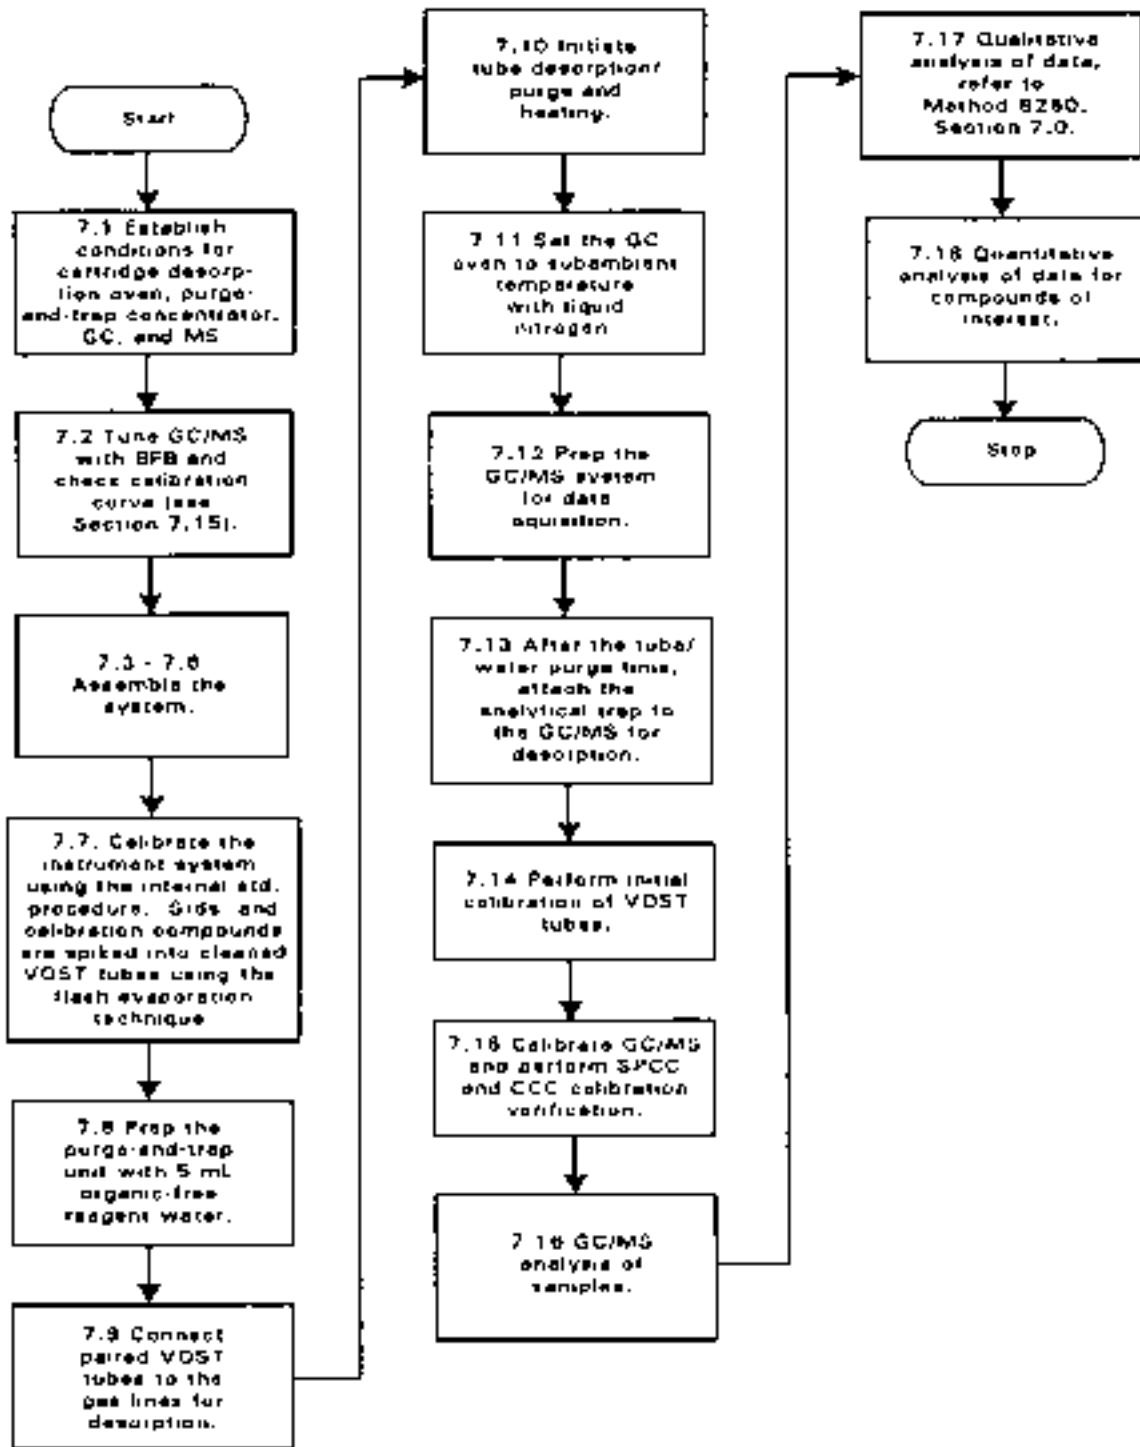 Start
7.1 Establish
conditions for
cartridge desorp-
tion oven, purge-
and-trap concentrator,
GC, and MS
7.2 Tune GC/MS
with BFB and
check calibration
curve (see
Section 7.15).
7.3 - 7.6
Assemble the
system.
7.7. Calibrate the
instrument system
using the internal std.
procedure. Stds and
calibration compounds
are spiked into cleaned
VOST tubes using the
flash evaporation
technique
7.8 Prep the
purge-and-trap
unit with 5 mL
organic-free
reagent water.
7.9 Connect
paired VOST
tubes to the
gas lines for
desorption.
7.10 Initiate
tube desorption/
purge and
heating.
7.11 Set the GC
oven to subambient
temperature
with liquid
nitrogen
7.12 Prep the
GC/MS system
for data
aquisition.
7.13 After the tube/
water purge time,
attach the
analytical trap to
the GC/MS for
desorption.
7.14 Perform initial
calibration of VOST
tubes.
7.15 Calibrate GC/MS
and perform SPCC
and CCC calibration
verification.
7.16 GC/MS
analysis of
samples.
7.17 Qualitative
analysis of data,
refer to
Method 8260,
Section 7.0.
7.18 Quantitative
analysis of data for
compounds of
interest.
Stop